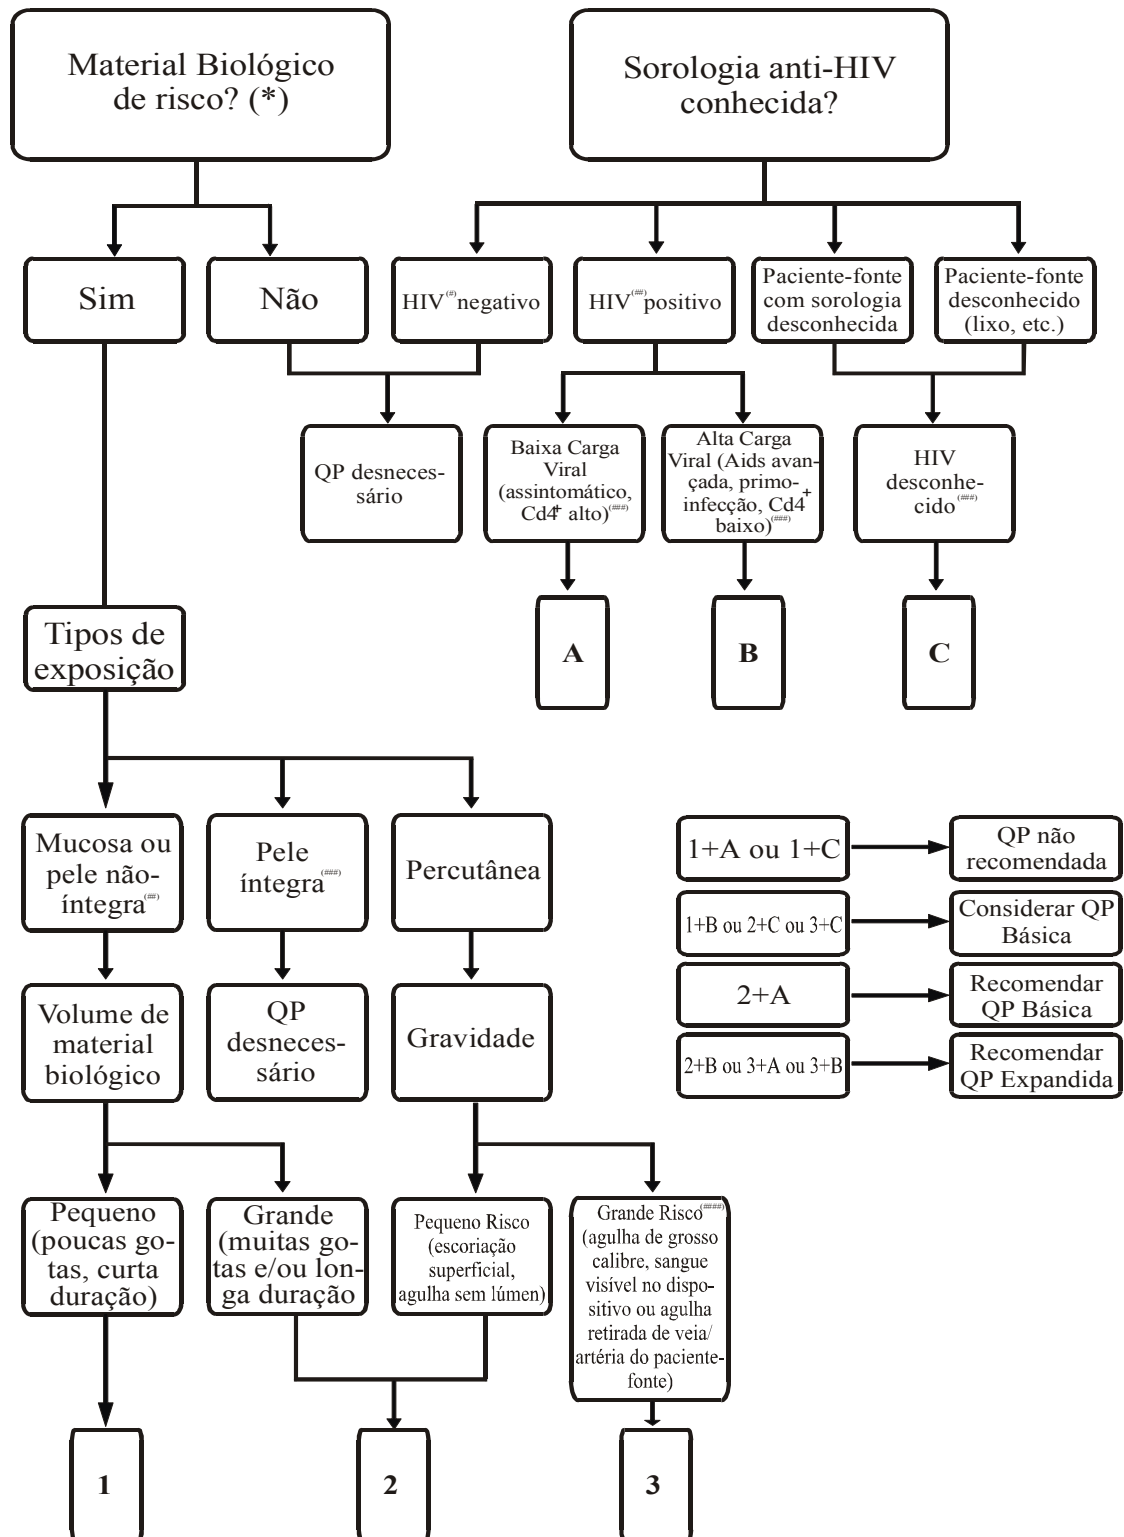 Material Biológico
de risco? (*)
Sorologia anti-HIV
conhecida?
Sim
Não
HIV(#)negativo
HIV(##)positivo
Paciente-fonte
com sorologia
desconhecida
Paciente-fonte
desconhecido
(lixo, etc.)
QP desneces-
sário
Baixa Carga
Viral
(assintomático,
Cd4+ alto)(###)
Alta Carga
Viral (Aids avan-
çada, primo-
infecção, Cd4+
baixo)(###)
HIV
desconhe-
cido(###)
A
B
C
Tipos de
exposição
Mucosa ou
pele não-
íntegra(##)
Pele
íntegra(###)
Percutânea
Volume de
material
biológico
QP
desneces-
sário
Gravidade
1+A ou 1+C
QP não
recomendada
1+B ou 2+C ou 3+C
Considerar QP
Básica
2+A
Recomendar
QP Básica
2+B ou 3+A ou 3+B
Recomendar
QP Expandida
Pequeno
(poucas go-
tas, curta
duração)
Grande
(muitas go-
tas e/ou lon-
ga duração
Pequeno Risco
(escoriação
superficial,
agulha sem lúmen)
Grande Risco(####)
(agulha de grosso
calibre, sangue
visível no dispo-
sitivo ou agulha
retirada de veia/
artéria do paciente-
fonte)
1
2
3